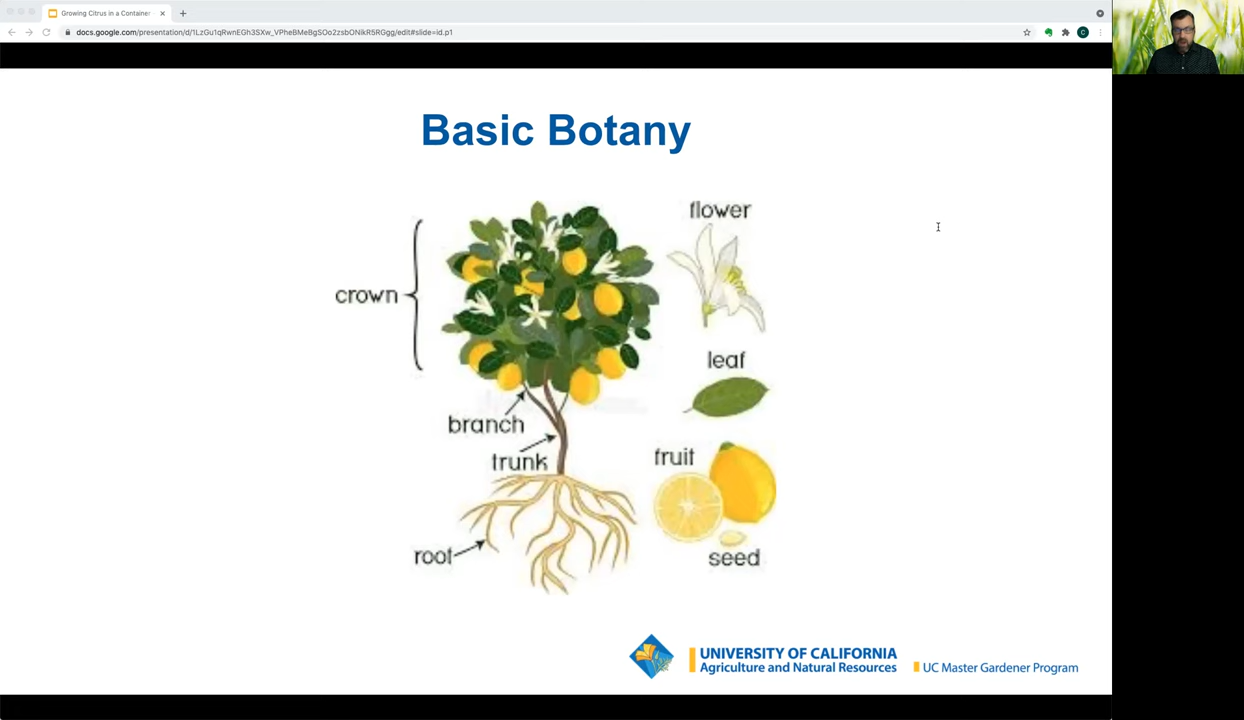 Growing Citrus in a Container
docs.google.com/presentation/d/1LzGu1qRwnEGh3SXw_VPheBMeBgSOo2zsbONikR5RGgg/edit#slide=id.p1
C
Basic Botany
flower
crown
leaf
branch
trunk
fruit
root
seed
UNIVERSITY OF CALIFORNIA
Agriculture and Natural Resources
UC Master Gardener Program